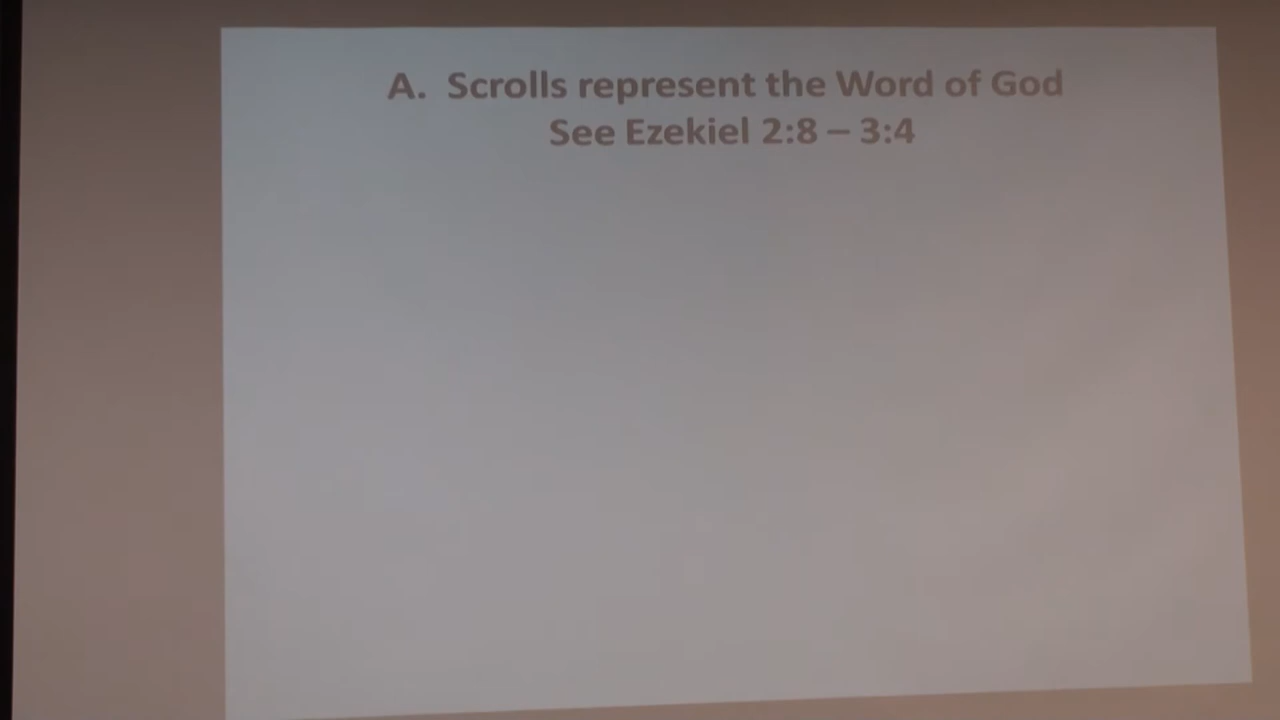 A. Scrolls represent the Word of God
See Ezekiel 2:8 – 3:4